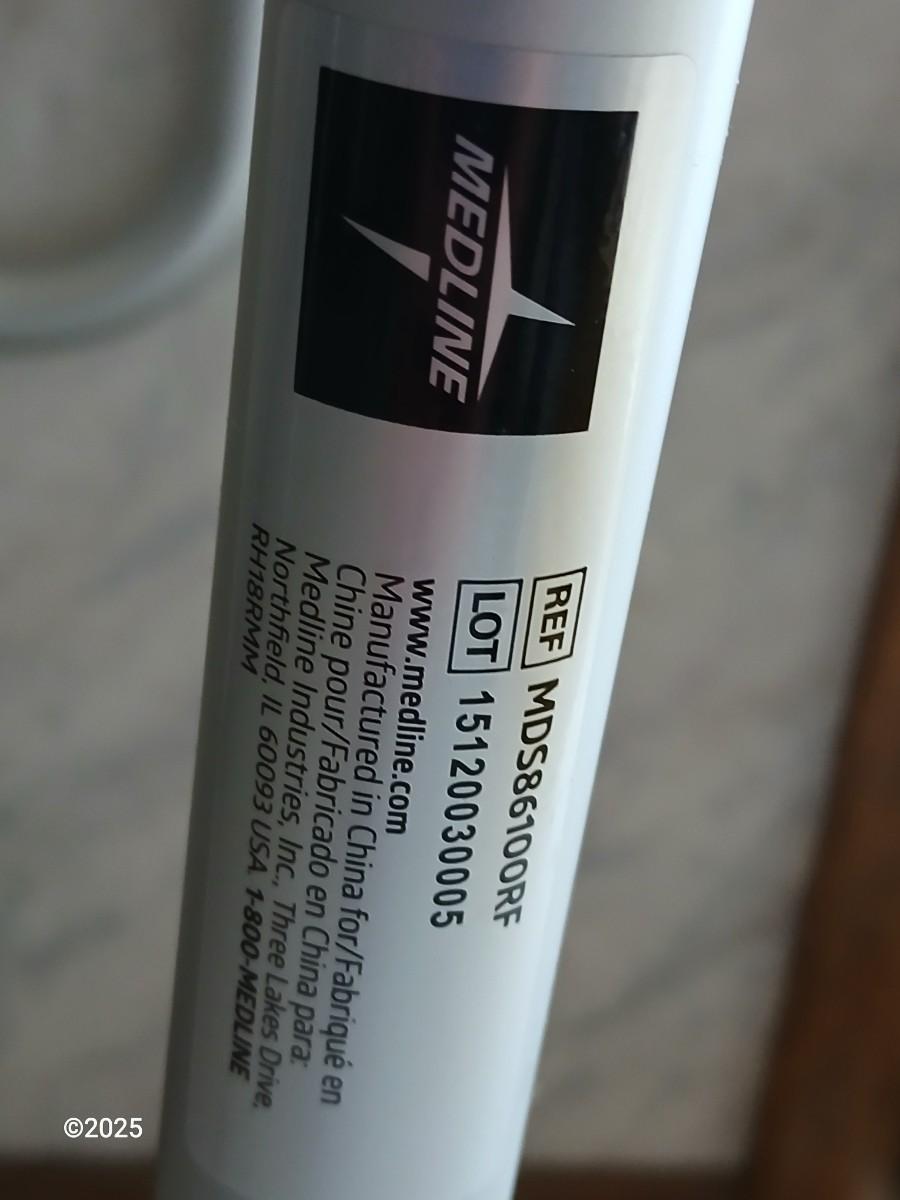 MEDLINE
REF MDS86100RF
LOT 15120030005
www.medline.com
Manufactured in China for/Fabriqué en
Chine pour/Fabricado en China para:
Medline Industries, Inc., Three Lakes Drive,
Northfield, IL 60093 USA 1-800-MEDLINE
RH18RMM
©2025